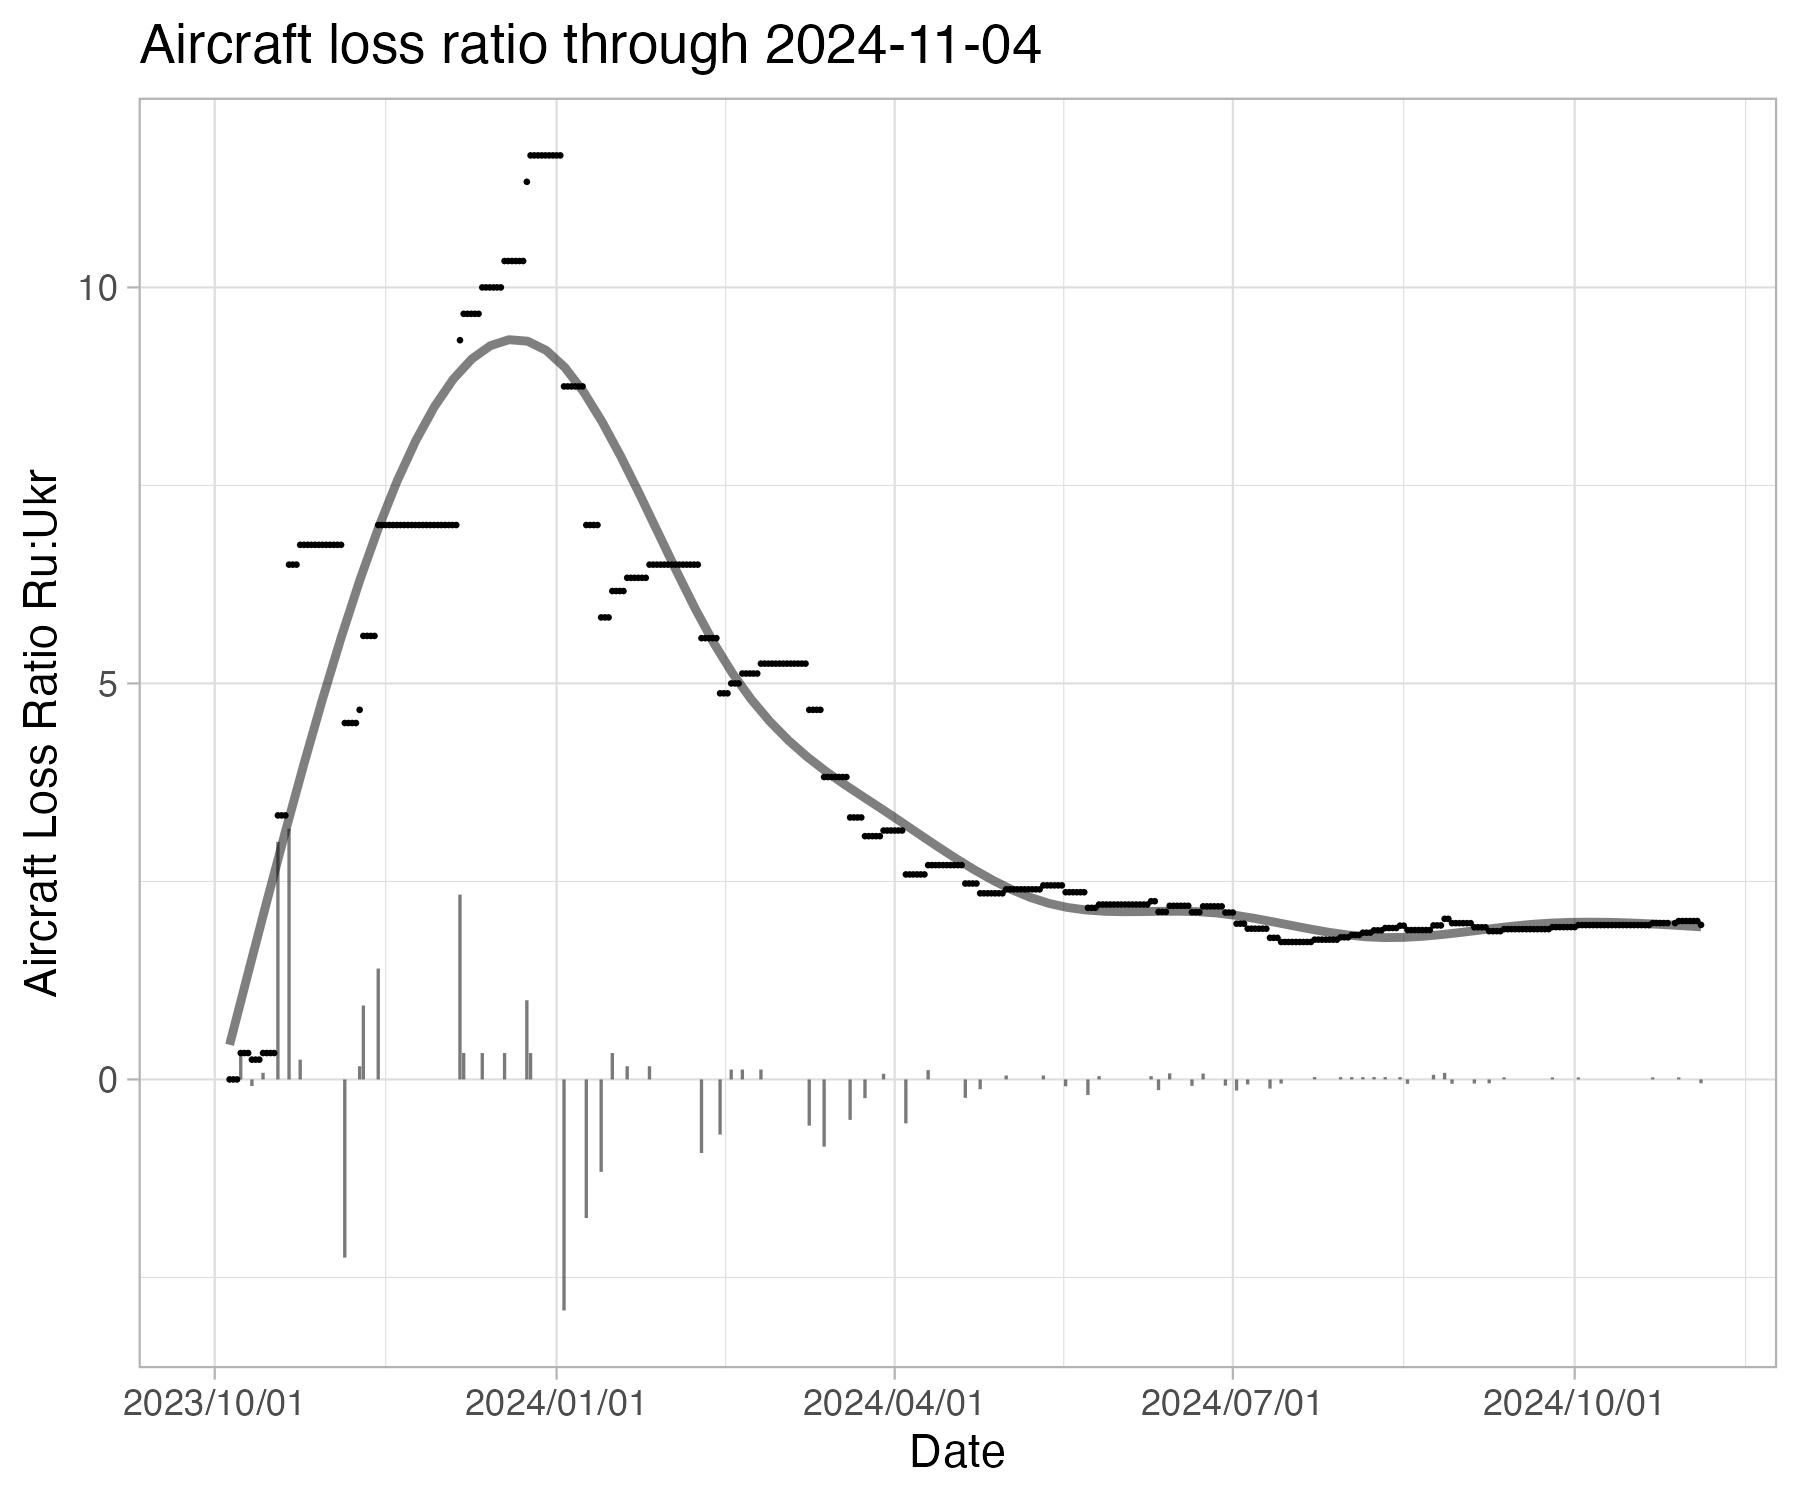 Aircraft loss ratio through 2024-11-04
Aircraft Loss Ratio Ru:Ukr
10
5
0
2023/10/01
2024/01/01
2024/04/01
2024/07/01
2024/10/01
Date